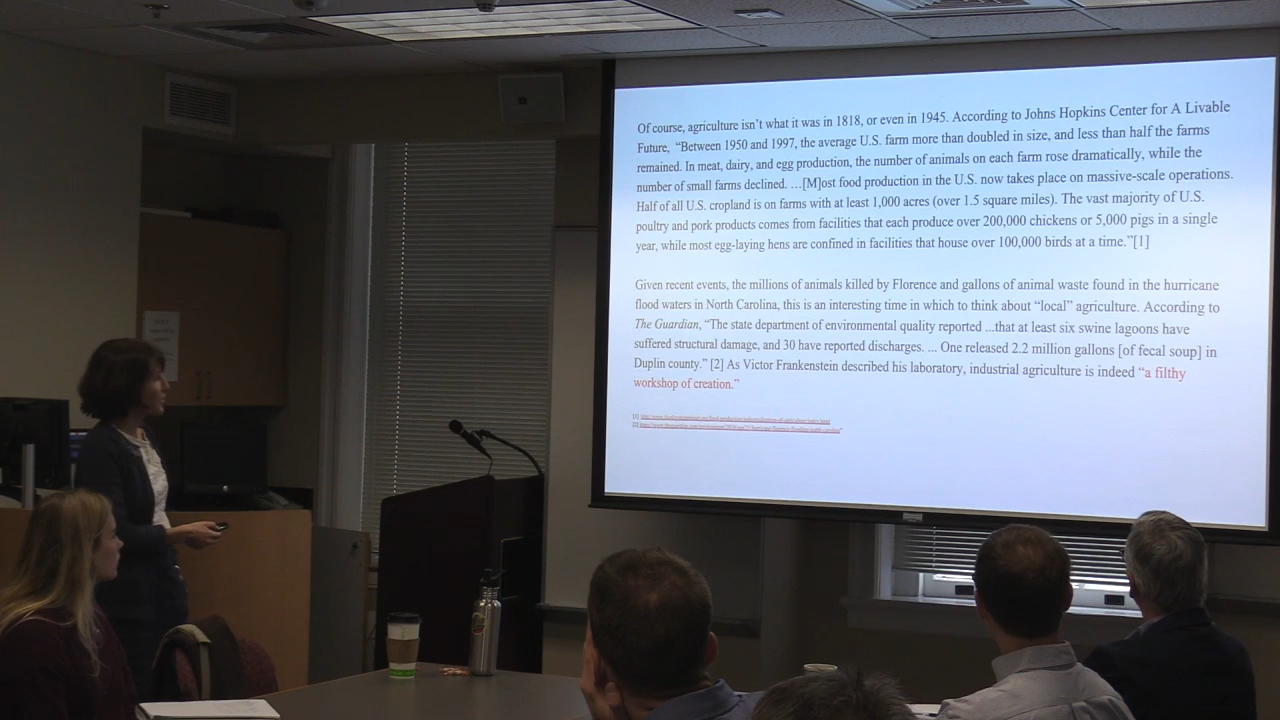 Of course, agriculture isn't what it was in 1818, or even in 1945. According to Johns Hopkins Center for A Livable
Future, "Between 1950 and 1997, the average U.S. farm more than doubled in size, and less than half the farms
remained. In meat, dairy, and egg production, the number of animals on each farm rose dramatically, while the
number of small farms declined. …[M]ost food production in the U.S. now takes place on massive-scale operations.
Half of all U.S. cropland is on farms with at least 1,000 acres (over 1.5 square miles). The vast majority of U.S.
poultry and pork products comes from facilities that each produce over 200,000 chickens or 5,000 pigs in a single
year, while most egg-laying hens are confined in facilities that house over 100,000 birds at a time."[1]
Given recent events, the millions of animals killed by Florence and gallons of animal waste found in the hurricane
flood waters in North Carolina, this is an interesting time in which to think about "local" agriculture. According to
The Guardian, "The state department of environmental quality reported ...that at least six swine lagoons have
suffered structural damage, and 30 have reported discharges. ... One released 2.2 million gallons [of fecal soup] in
Duplin county." [2] As Victor Frankenstein described his laboratory, industrial agriculture is indeed "a filthy
workshop of creation."
[1]
[2]